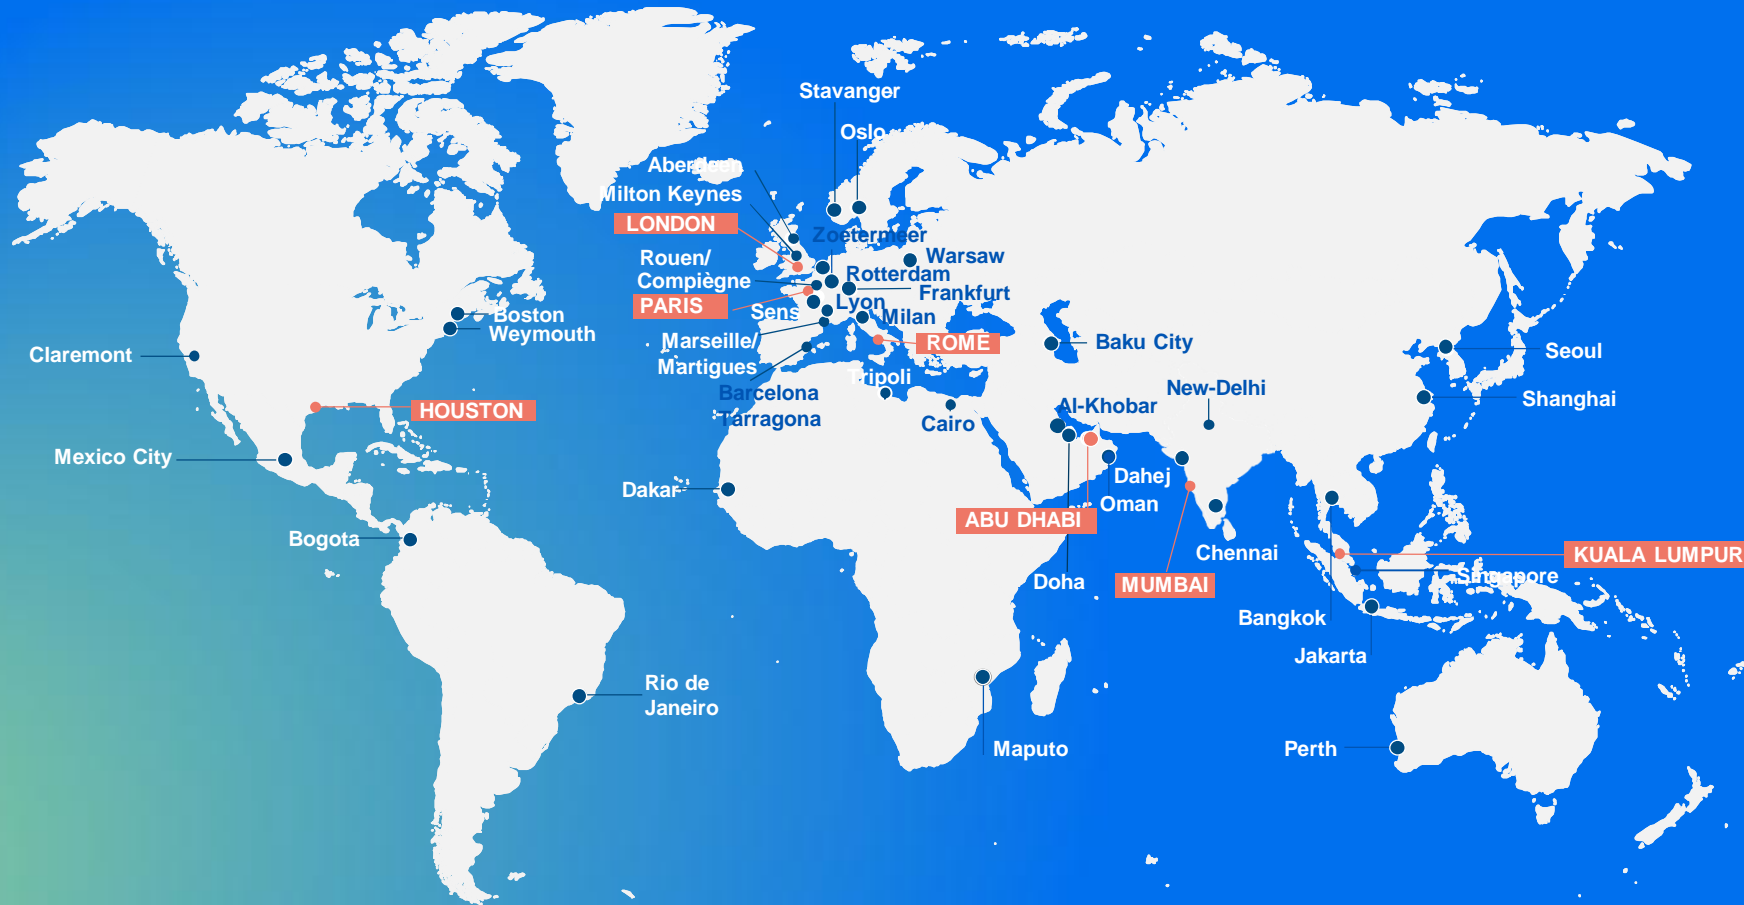 Stavanger
Oslo
Aberdeen
Milton Keynes
LONDON
Zoetermeer
Rouen/
Compiègne
Warsaw
Rotterdam
Frankfurt
PARIS
Sens
Lyon
Milan
Boston
Weymouth
Marseille/
Martigues
ROME
Baku City
Claremont
Seoul
Tripoli
Barcelona
Tarragona
New-Delhi
Al-Khobar
Shanghai
HOUSTON
Cairo
Mexico City
Dahej
Dakar
Oman
ABU DHABI
Bogota
Chennai
KUALA LUMPUR
Doha
MUMBAI
Singapore
Bangkok
Jakarta
Rio de
Janeiro
Maputo
Perth